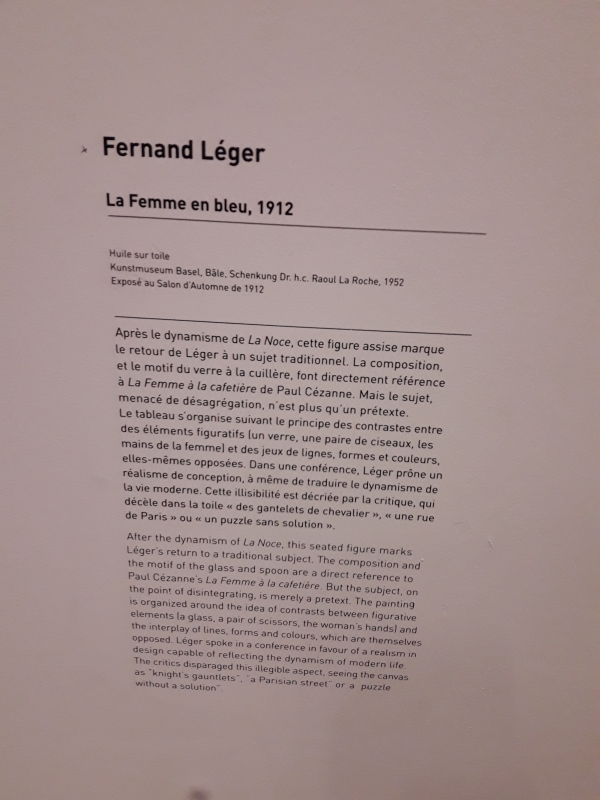 Fernand Léger
La Femme en bleu, 1912
Huile sur toile
Kunstmuseum Basel, Bâle, Schenkung Dr. h.c. Raoul La Roche, 1952
Exposé au Salon d'Automne de 1912
Après le dynamisme de La Noce, cette figure assise marque
le retour de Léger à un sujet traditionnel. La composition,
et le motif du verre à la cuillère, font directement référence
à La Femme à la cafetière de Paul Cézanne. Mais le sujet,
menacé de désagrégation, n'est plus qu'un prétexte.
Le tableau s'organise suivant le principe des contrastes entre
des éléments figuratifs (un verre, une paire de ciseaux, les
mains de la femme) et des jeux de lignes, formes et couleurs,
elles-mêmes opposées. Dans une conférence, Léger prône un
réalisme de conception, à même de traduire le dynamisme de
la vie moderne. Cette illisibilité est décriée par la critique, qui
décèle dans la toile « des gantelets de chevalier », « une rue
de Paris » ou « un puzzle sans solution ».
After the dynamism of La Noce, this seated figure marks
Léger's return to a traditional subject. The composition and
the motif of the glass and spoon are a direct reference to
Paul Cézanne's La Femme à la cafetière. But the subject, on
the point of disintegrating, is merely a pretext. The painting
is organized around the idea of contrasts between figurative
elements (a glass, a pair of scissors, the woman's hands) and
the interplay of lines, forms and colours, which are themselves
opposed. Léger spoke in a conference in favour of a realism in
design capable of reflecting the dynamism of modern life.
The critics disparaged this illegible aspect, seeing the canvas
as "knight's gauntlets", "a Parisian street" or a puzzle
without a solution".